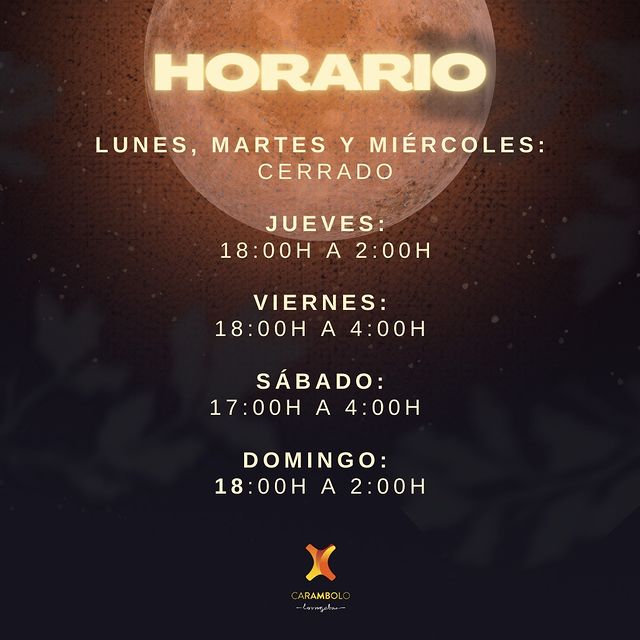 HORARIO
LUNES, MARTES Y MIÉRCOLES:
CERRADO
JUEVES:
18:00H A 2:00H
VIERNES:
18:00H A 4:00H
SÁBADO:
17:00H A 4:00H
DOMINGO:
18:00H A 2:00H
CARAMBOLO